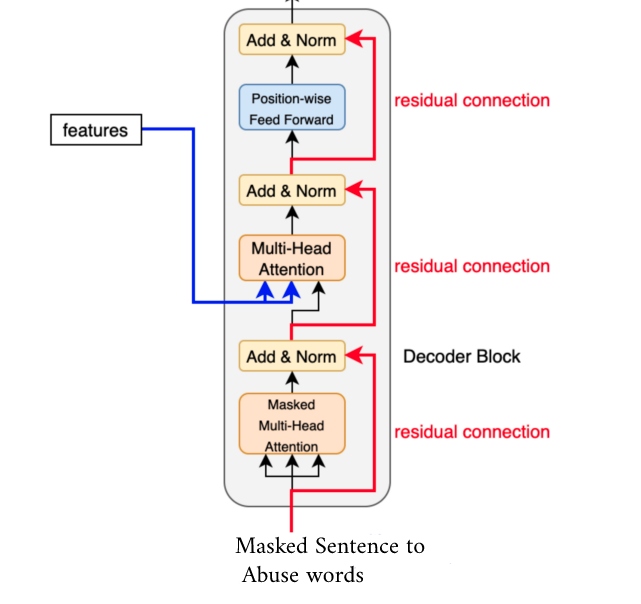 Add & Norm
Position-wise
Feed Forward
residual connection
features
Add & Norm
Multi-Head
Attention
residual connection
Add & Norm
Decoder Block
Masked
Multi-Head
Attention
residual connection
Masked Sentence to
Abuse words